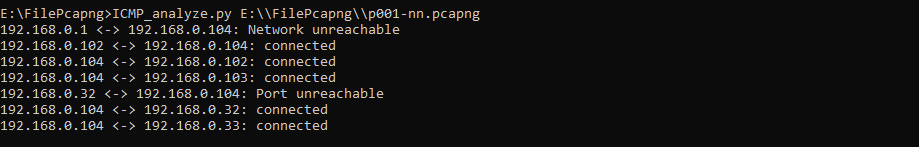 E:\FilePcapng>ICMP_analyze.py E:\\FilePcapng\\p001-nn.pcapng
192.168.0.1 <-> 192.168.0.104: Network unreachable
192.168.0.102 <-> 192.168.0.104: connected
192.168.0.104 <-> 192.168.0.102: connected
192.168.0.104 <-> 192.168.0.103: connected
192.168.0.32 <-> 192.168.0.104: Port unreachable
192.168.0.104 <-> 192.168.0.32: connected
192.168.0.104 <-> 192.168.0.33: connected